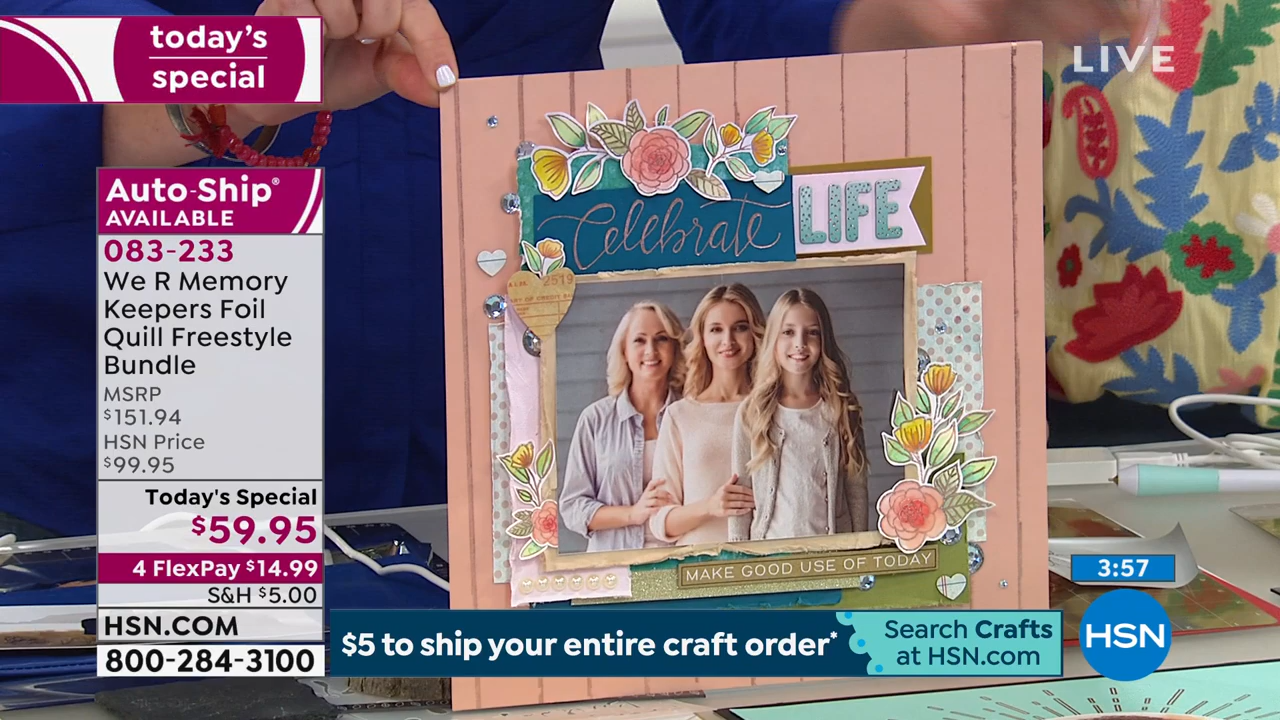 today's
special
LIVE
Auto-Ship®
AVAILABLE
083-233
We R Memory
Keepers Foil
Quill Freestyle
Bundle
MSRP
$151.94
HSN Price
$99.95
Today's Special
$59.95
4 FlexPay $14.99
S&H $5.00
HSN.COM
800-284-3100
Celebrate
LIFE
2519
MAKE GOOD USE OF TODAY
3:57
$5 to ship your entire craft order*
Search Crafts
at HSN.com
HSN